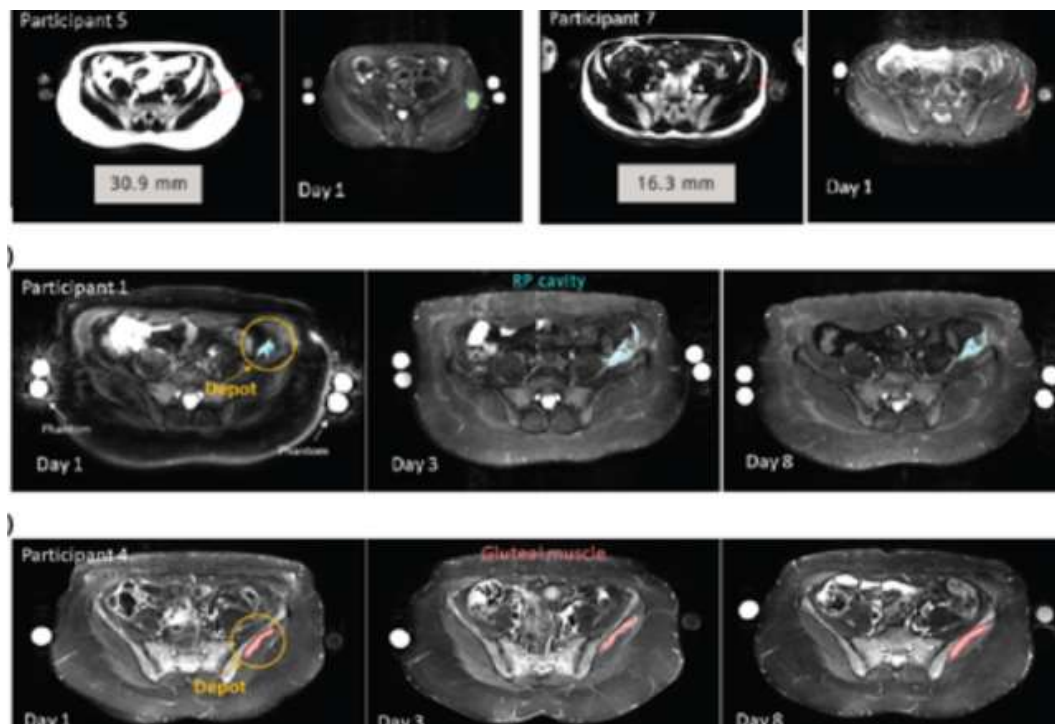 Participant 5
Participant 7
30.9 mm
Day 1
16.3 mm
Day 1
)
Participant 1
RP cavity
Depot
Phantom
Phantom
Day 1
Day 3
Day 8
)
Participant 4
Gluteal muscle
Depot
Day 1
Day 3
Day 8